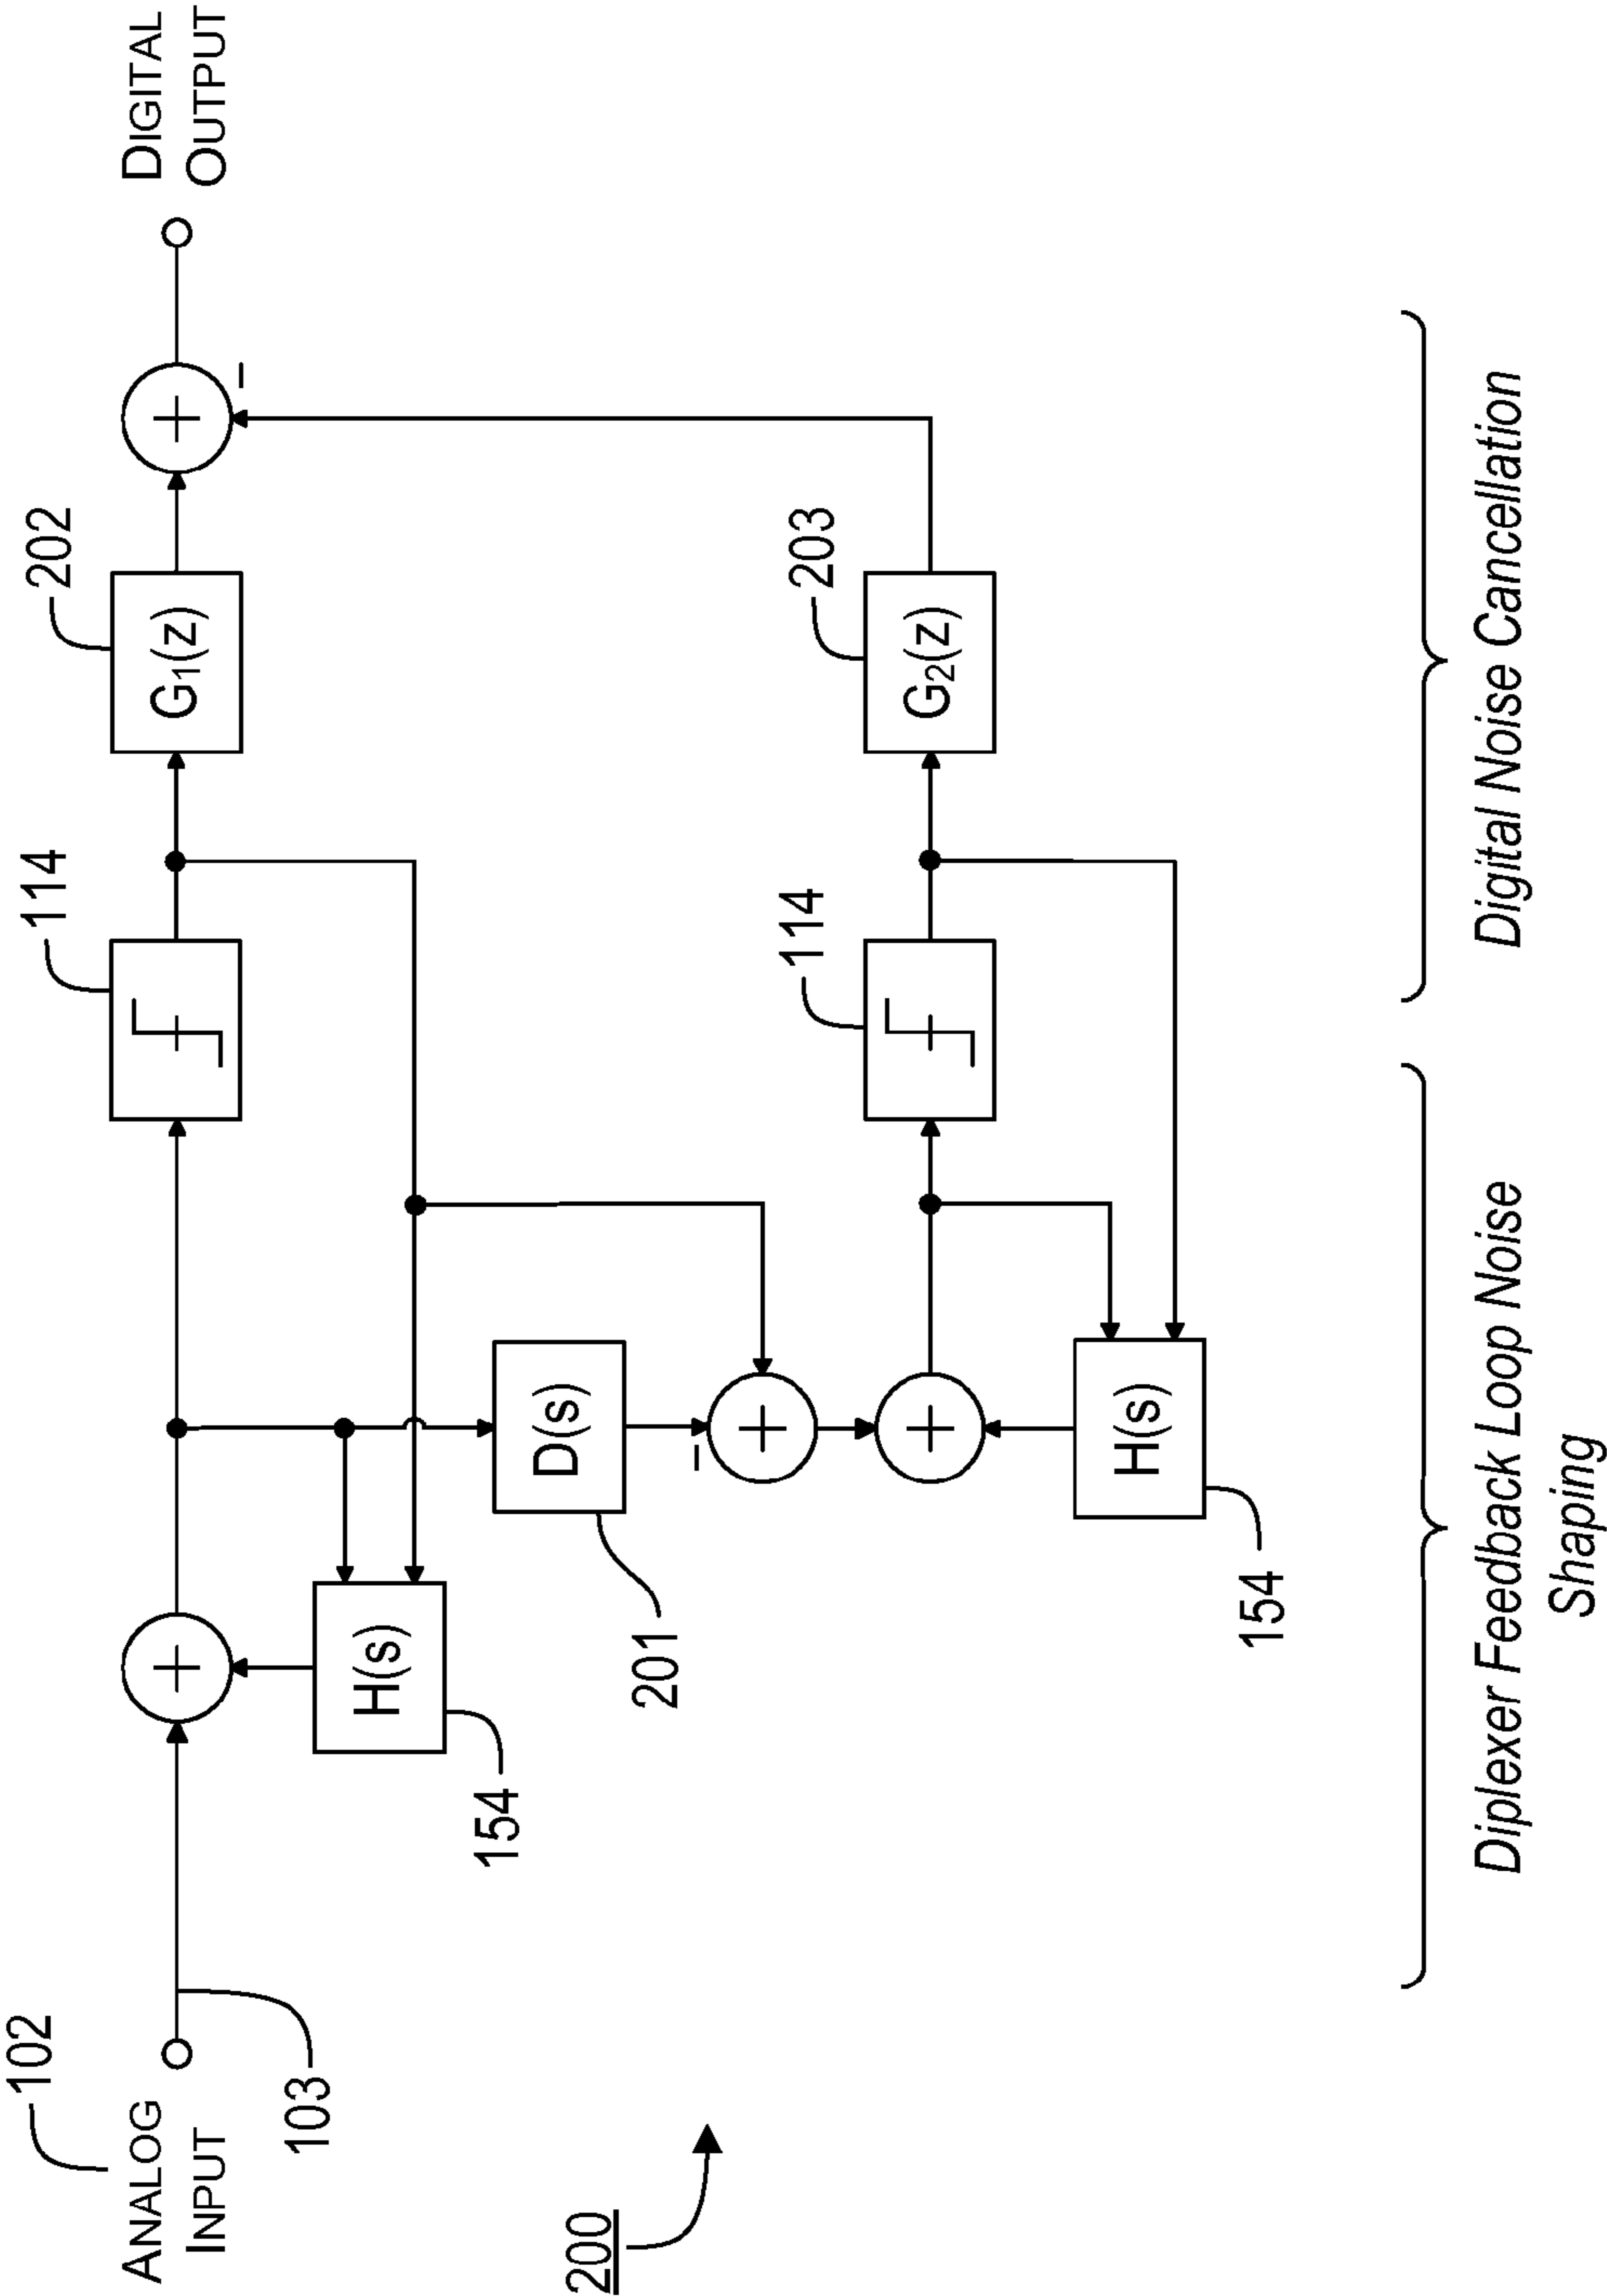 102
ANALOG
INPUT
103
200
154
H(s)
201
D(s)
114
202
G1(z)
DIGITAL
OUTPUT
154
H(s)
114
203
G2(z)
–
–
Diplexer Feedback Loop Noise
Shaping
Digital Noise Cancellation